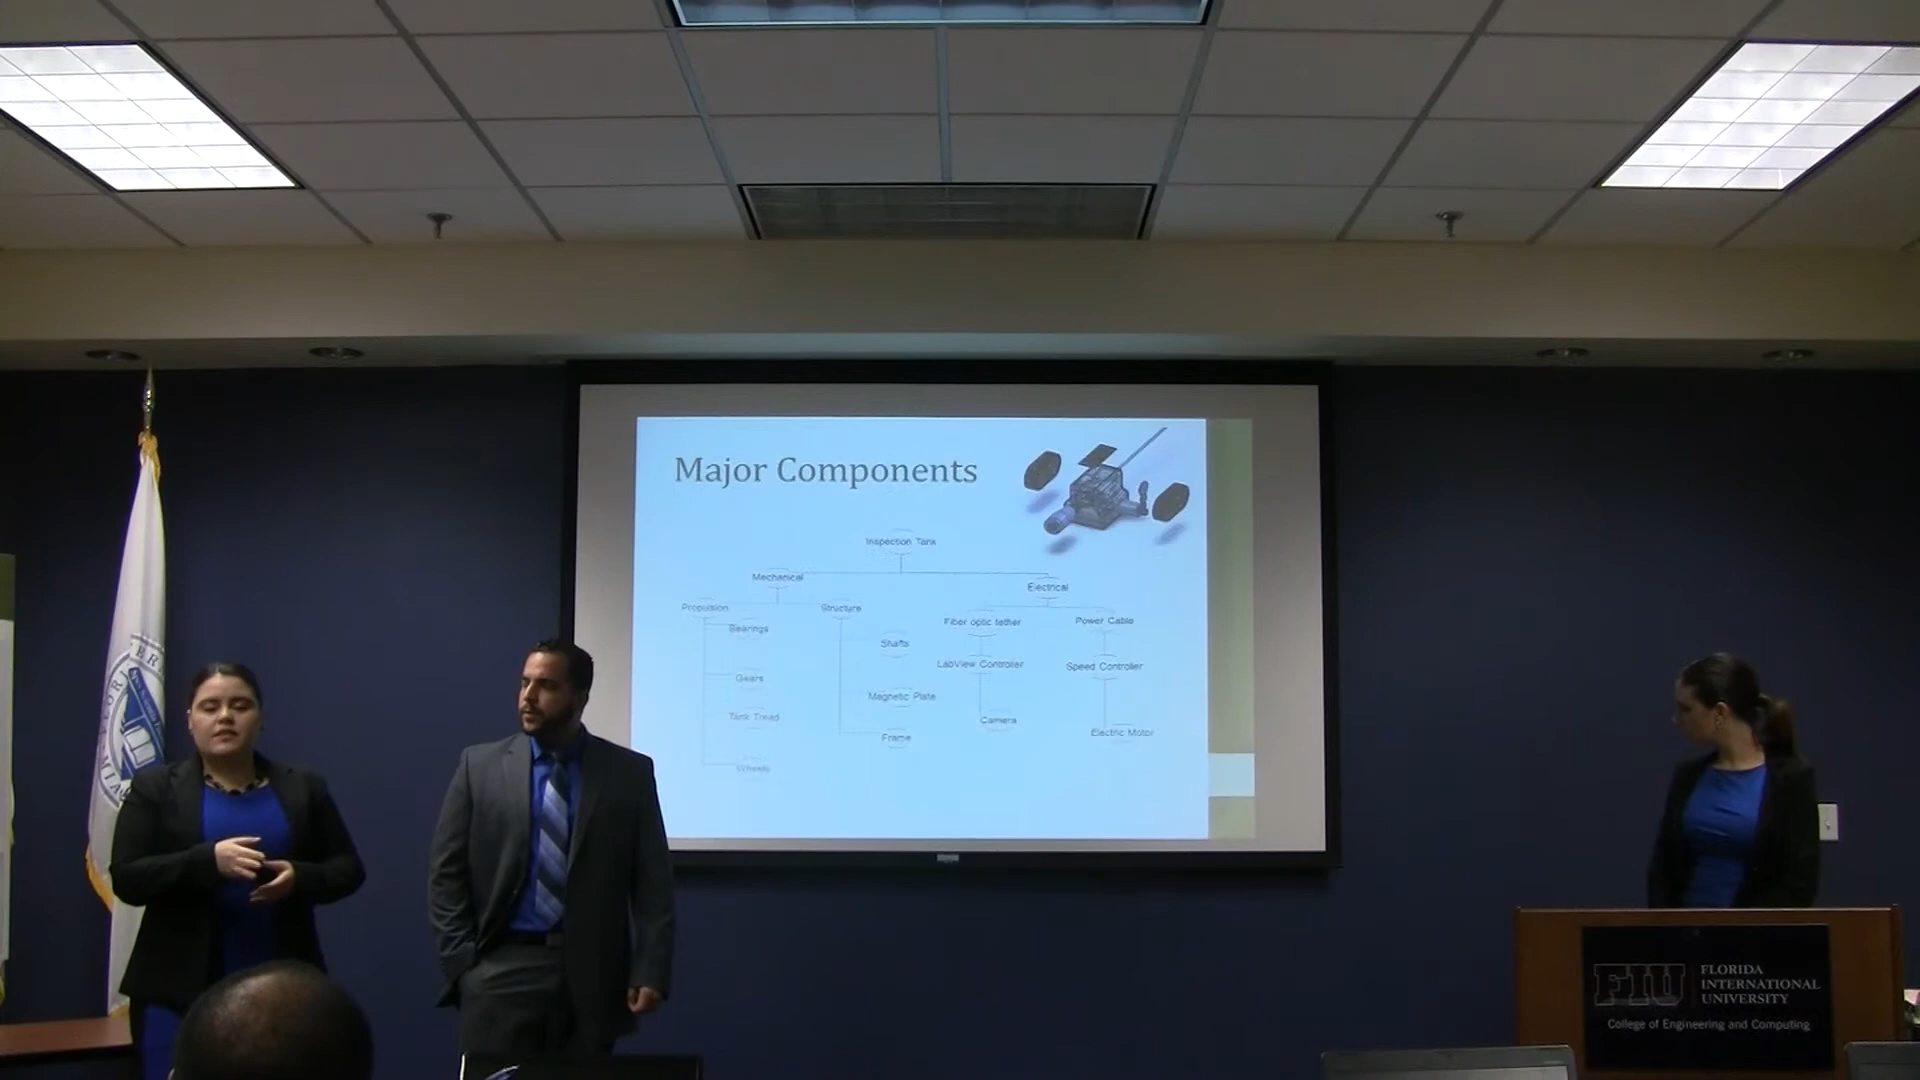 Major Components
Inspection Tank
Mechanical
Electrical
Propulsion
Structure
Fiber optic tether
Power Cable
Bearings
Shafts
LabView Controller
Speed Controller
Gears
Magnetic Plate
Tank Tread
Camera
Frame
Electric Motor
Wheels
FIU
FLORIDA
INTERNATIONAL
UNIVERSITY
College of Engineering and Computing